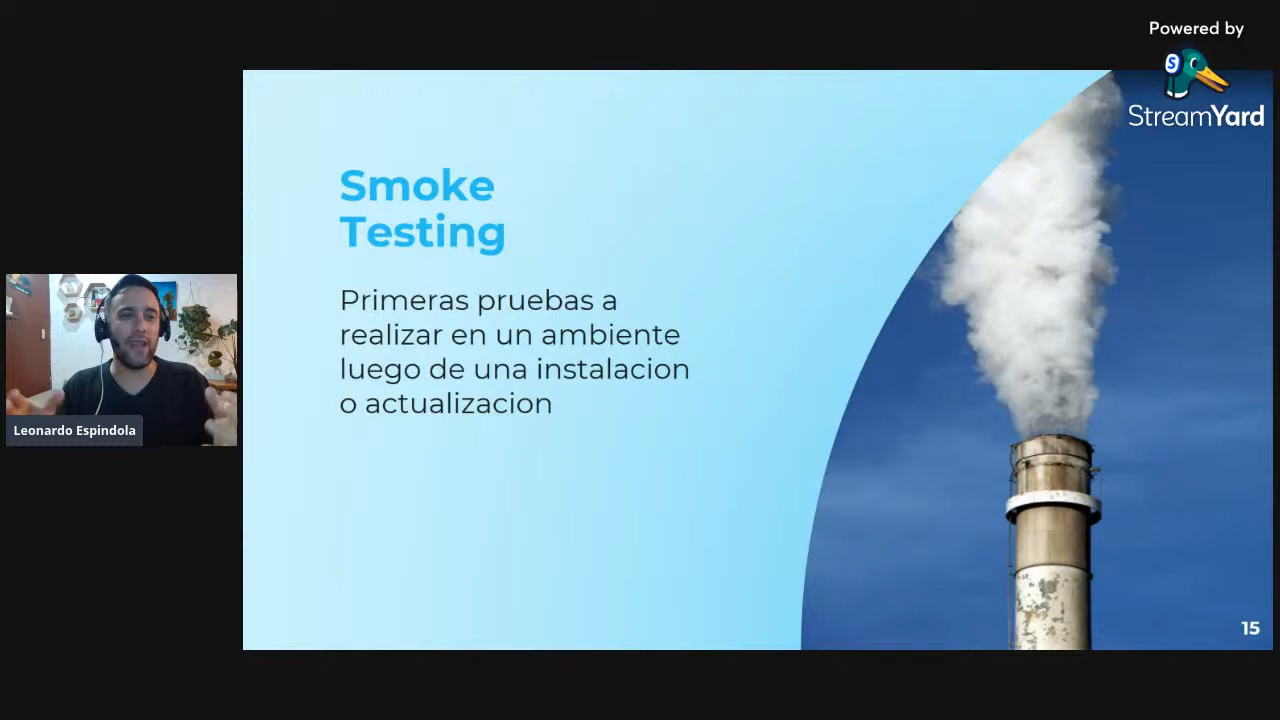 Powered by
S
StreamYard
Smoke
Testing
Primeras pruebas a
realizar en un ambiente
luego de una instalacion
o actualizacion
Leonardo Espindola
15